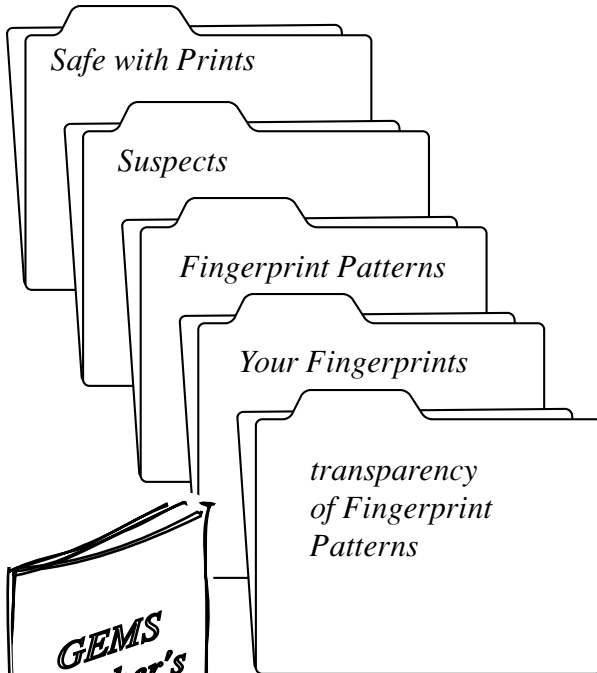 Safe with Prints
Suspects
Fingerprint Patterns
Your Fingerprints
transparency
of Fingerprint
Patterns
GEMS